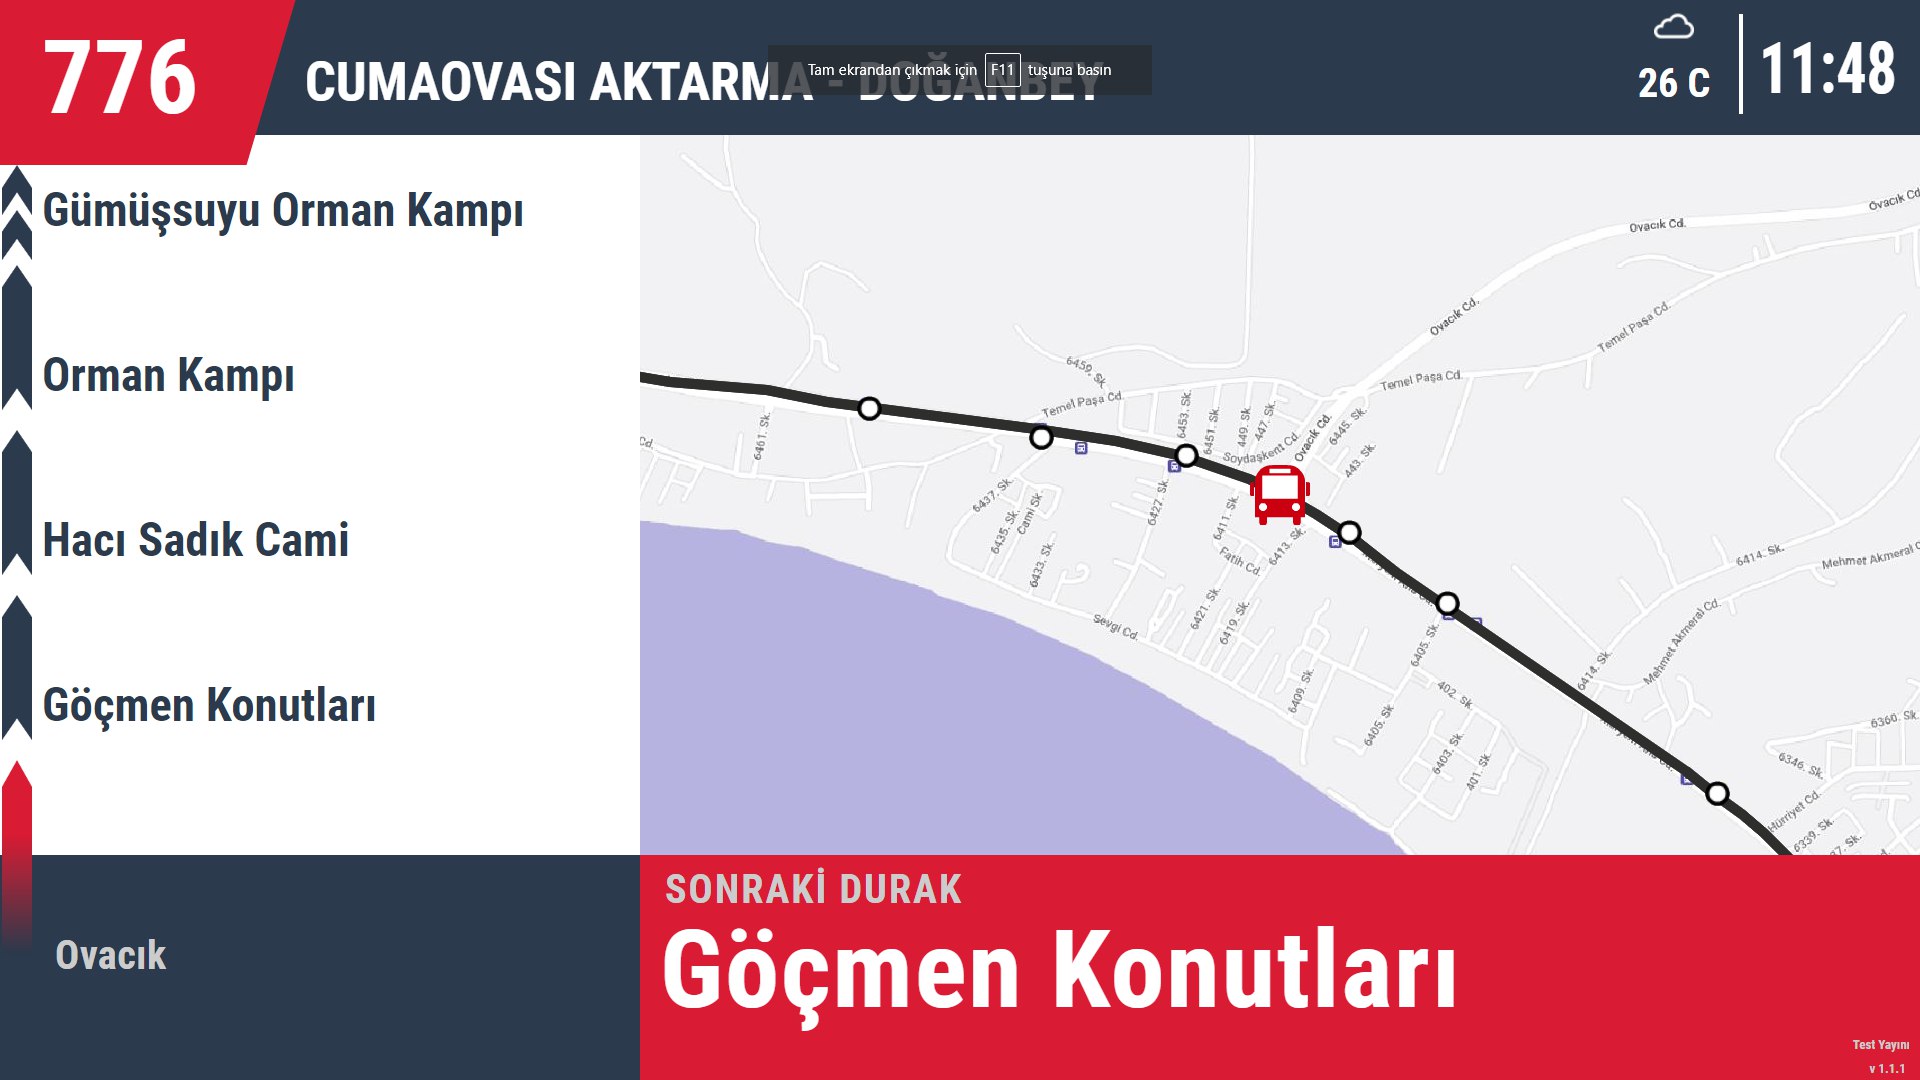 776
CUMAOVASI AKTARMA - DOĞANBEY
Tam ekrandan çıkmak için F11 tuşuna basın
26 C
11:48
Gümüşsuyu Orman Kampı
Orman Kampı
Hacı Sadık Cami
Göçmen Konutları
Ovacık
Ovacık Cd.
Ovacık Cd.
Ovacık Cd.
Temel Paşa Cd.
Temel Paşa Cd.
Temel Paşa Cd.
6459. Sk.
6453. Sk.
6451. Sk.
449. Sk.
447. Sk.
Ovacık Cd.
6445. Sk.
443. Sk.
Soydaşkent Cd.
6461. Sk.
Cd.
6437. Sk.
6435. Sk.
Cami Sk.
6433. Sk.
6427. Sk.
6411. Sk.
6413. Sk.
Fatih Cd.
6421. Sk.
6419. Sk.
Sevgi Cd.
6409. Sk.
6405. Sk.
6405. Sk.
402. Sk.
6403. Sk.
401. Sk.
6414. Sk.
6414. Sk.
Mehmet Akmeral C
Mehmet Akmeral Cd.
6360. Sk.
6346. Sk.
Hürriyet Cd.
6339. Sk.
37. Sk.
SONRAKİ DURAK
Göçmen Konutları
Test Yayını
v 1.1.1